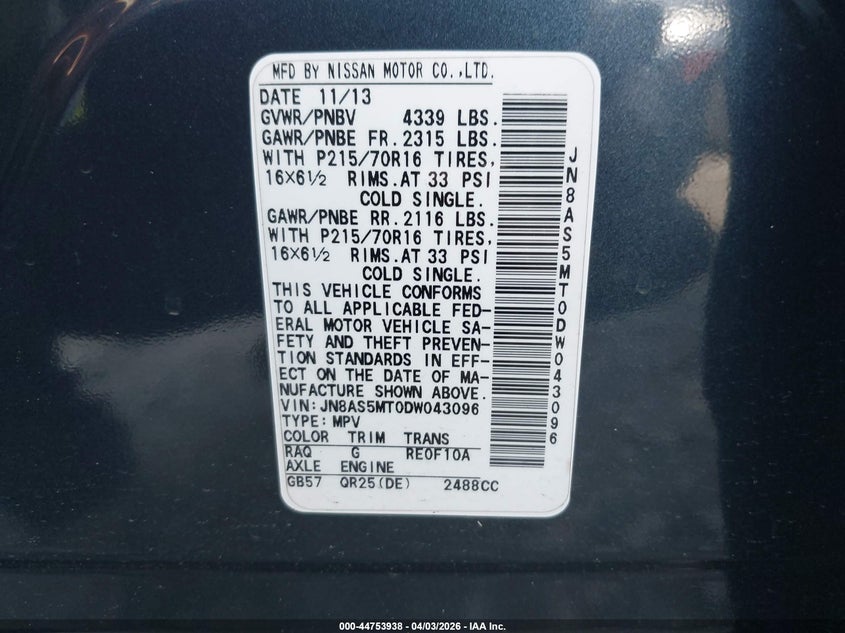 MFD BY NISSAN MOTOR CO.,LTD.
DATE 11/13
GVWR/PNBV 4339 LBS.
GAWR/PNBE FR.2315 LBS.
WITH P215/70R16 TIRES,
16×6½ RIMS.AT 33 PSI
COLD SINGLE.
GAWR/PNBE RR.2116 LBS.
WITH P215/70R16 TIRES,
16×6½ RIMS.AT 33 PSI
COLD SINGLE.
THIS VEHICLE CONFORMS
TO ALL APPLICABLE FED-
ERAL MOTOR VEHICLE SA-
FETY AND THEFT PREVEN-
TION STANDARDS IN EFF-
ECT ON THE DATE OF MA-
NUFACTURE SHOWN ABOVE.
VIN:JN8AS5MT0DW043096
TYPE:MPV
COLOR TRIM TRANS
RAQ G RE0F10A
AXLE ENGINE
GB57 QR25(DE) 2488CC
JN8AS5MT0DW043096
000-44753938 - 04/03/2026 - IAA Inc.